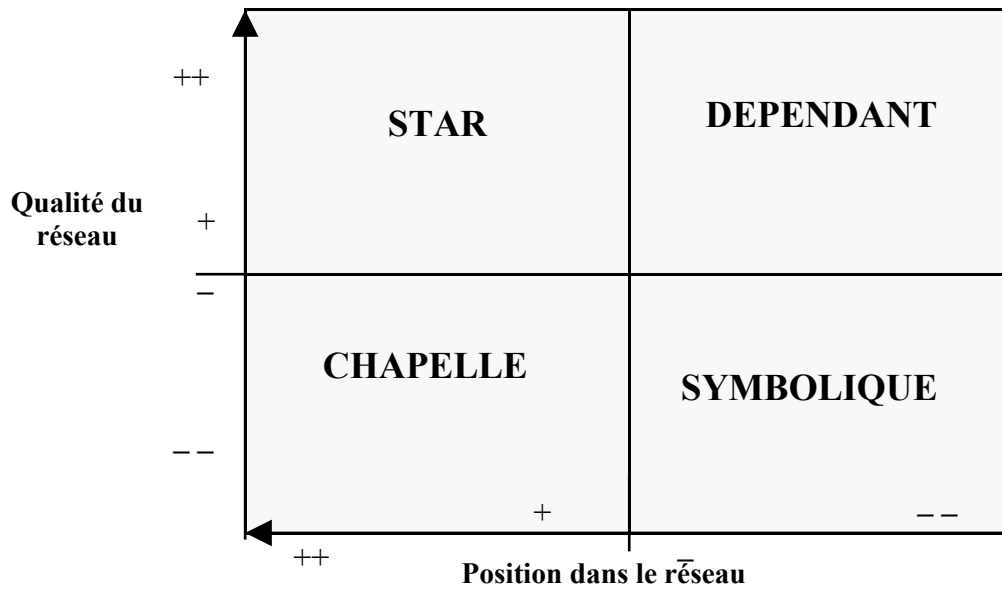 ++
STAR
DEPENDANT
Qualité du
réseau
+
–
CHAPELLE
SYMBOLIQUE
– –
+
– –
++
–
Position dans le réseau